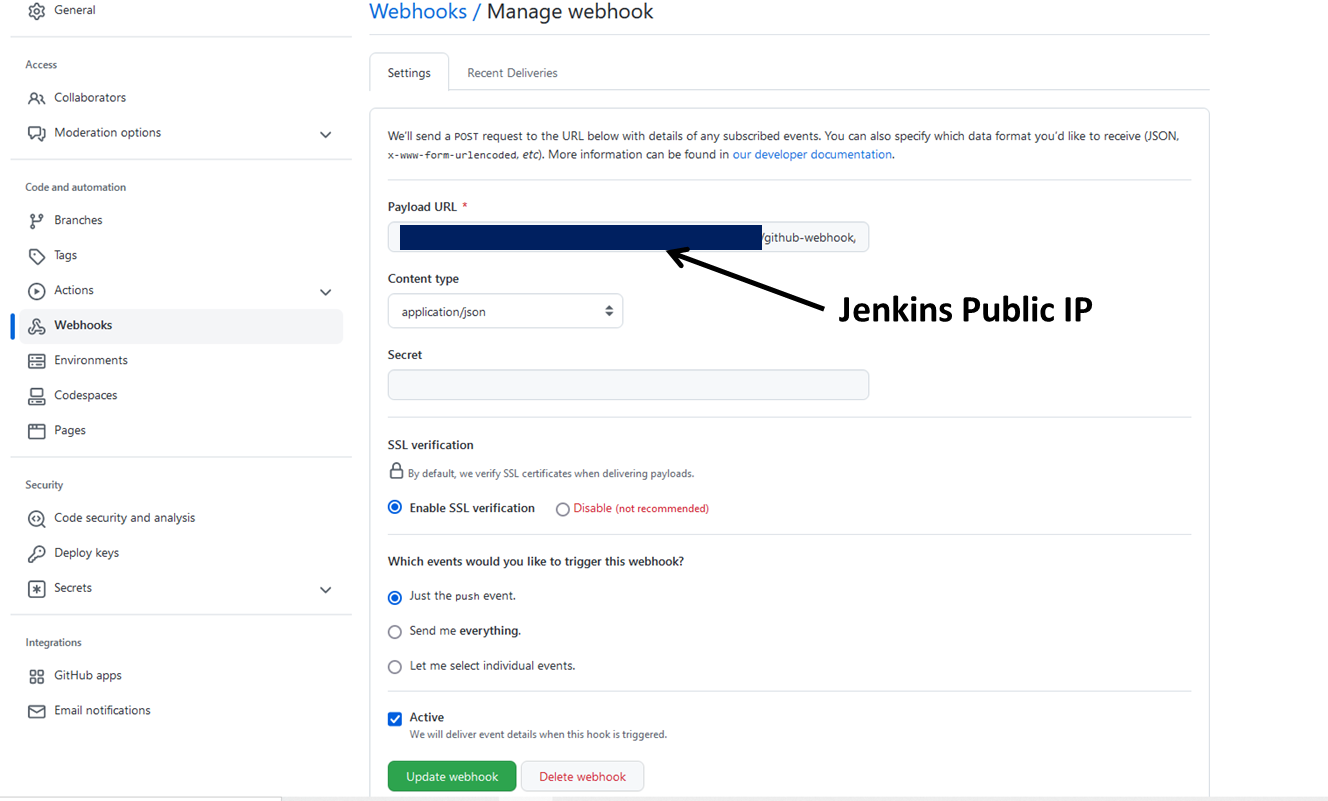 General
Access
Collaborators
Moderation options
Code and automation
Branches
Tags
Actions
Webhooks
Environments
Codespaces
Pages
Security
Code security and analysis
Deploy keys
Secrets
Integrations
GitHub apps
Email notifications
Webhooks / Manage webhook
Settings Recent Deliveries
We'll send a POST request to the URL below with details of any subscribed events. You can also specify which data format you'd like to receive (JSON,
x-www-form-urlencoded, etc). More information can be found in our developer documentation.
Payload URL *
/github-webhook,
Jenkins Public IP
Content type
application/json
Secret
SSL verification
By default, we verify SSL certificates when delivering payloads.
Enable SSL verification Disable (not recommended)
Which events would you like to trigger this webhook?
Just the push event.
Send me everything.
Let me select individual events.
Active
We will deliver event details when this hook is triggered.
Update webhook Delete webhook